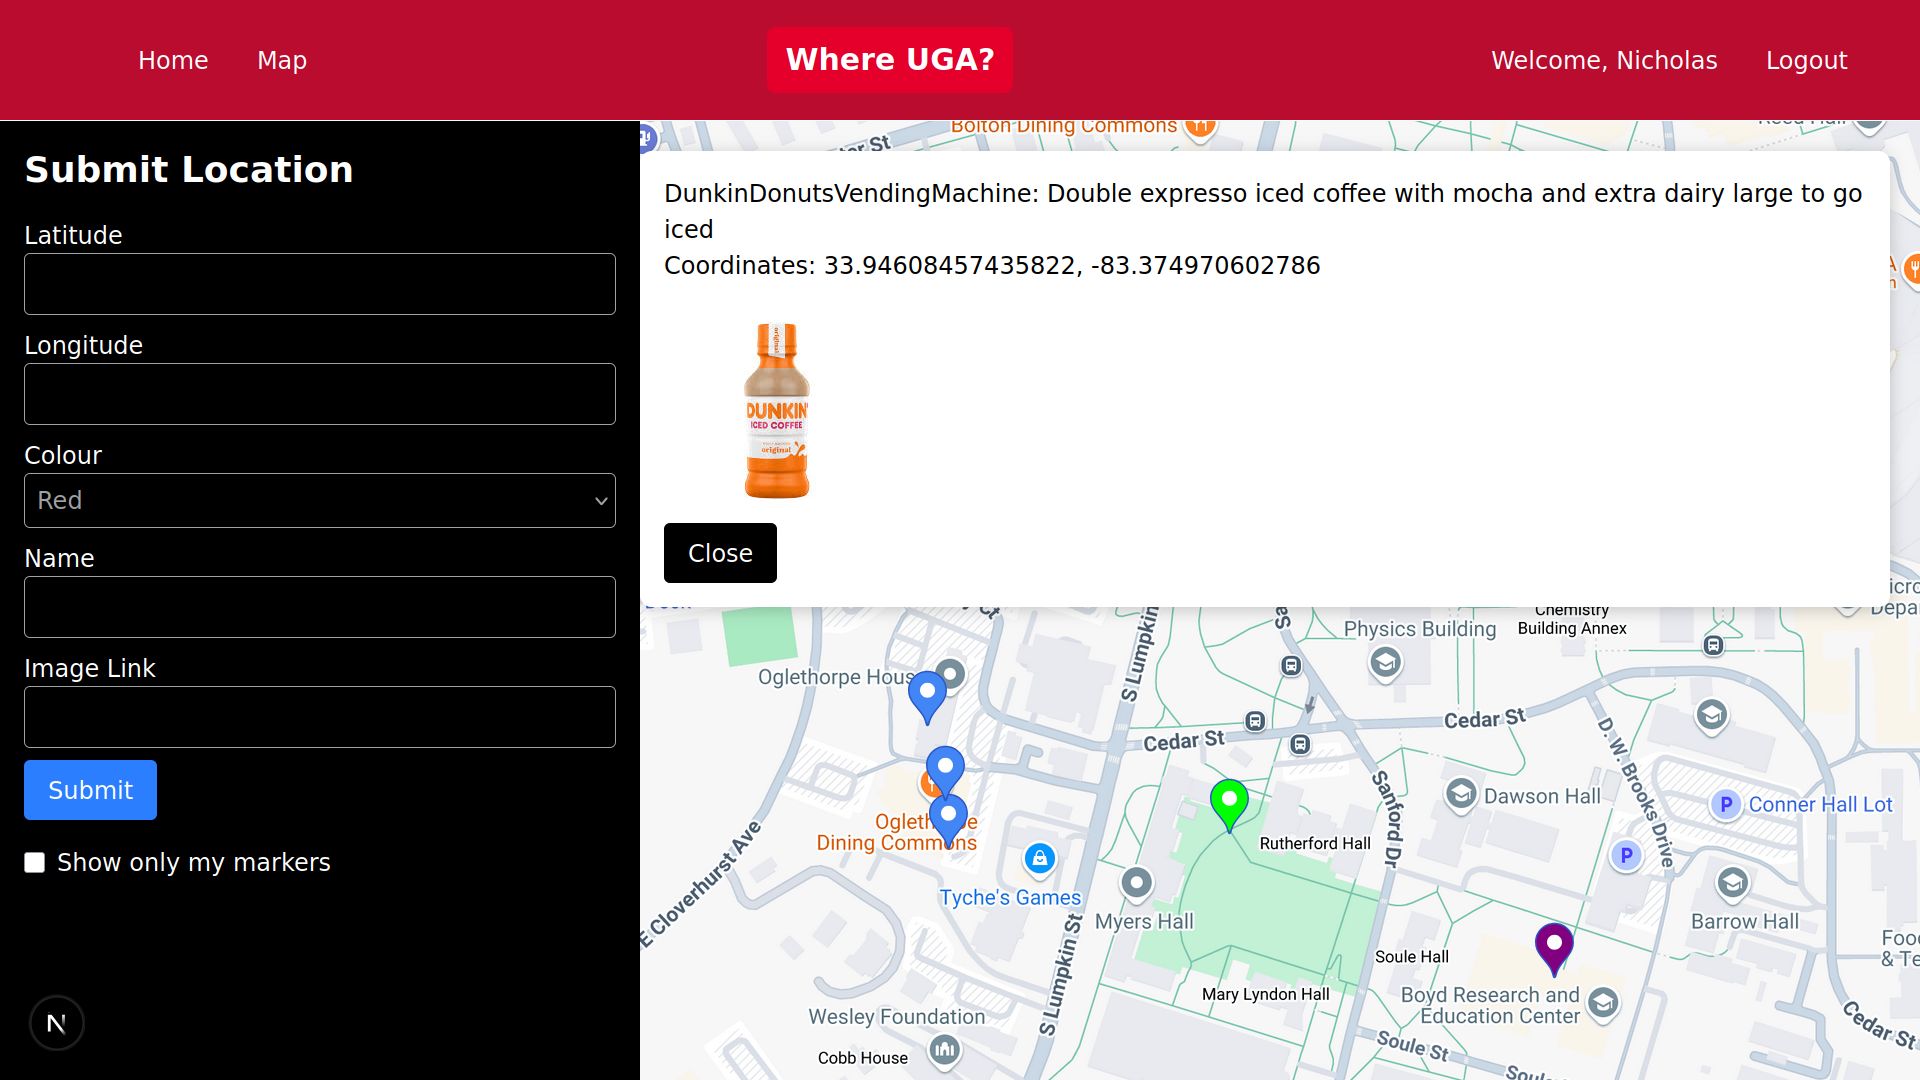 Home
Map
Where UGA?
Welcome, Nicholas
Logout
Submit Location
Latitude
Longitude
Colour
Red
Name
Image Link
Submit
Show only my markers
N
Bolton Dining Commons
DunkinDonutsVendingMachine: Double expresso iced coffee with mocha and extra dairy large to go
iced
Coordinates: 33.94608457435822, -83.374970602786
original
DUNKIN'
ICED COFFEE
original
Close
Chemistry
Building Annex
Physics Building
S Lumpkin
Oglethorpe Hous
Cedar St
Cedar St
D. W. Brooks Drive
Sanford Dr
Dawson Hall
P
Conner Hall Lot
P
Dining Commons
Rutherford Hall
E Cloverhurst Ave
Tyche's Games
Myers Hall
Barrow Hall
S Lumpkin St
Soule Hall
Mary Lyndon Hall
Boyd Research and
Education Center
Wesley Foundation
Cobb House
Soule St
Cedar St
& Te